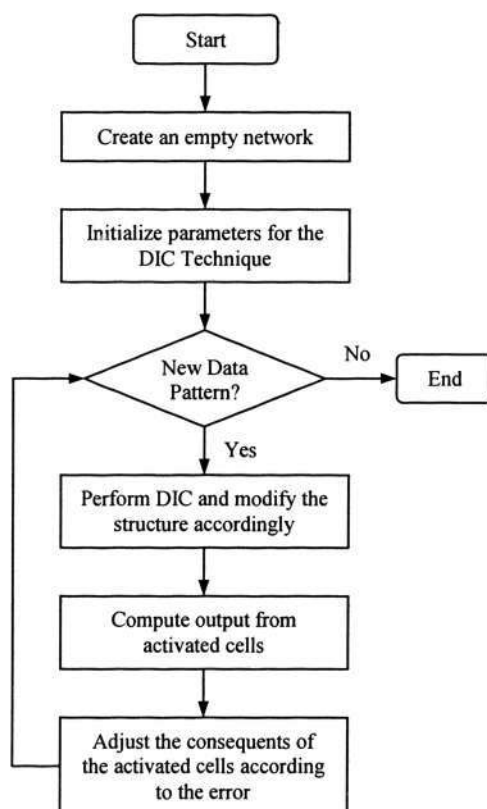 Start
Create an empty network
Initialize parameters for the
DIC Technique
New Data
Pattern?
No
End
Yes
Perform DIC and modify the
structure accordingly
Compute output from
activated cells
Adjust the consequents of
the activated cells according
to the error